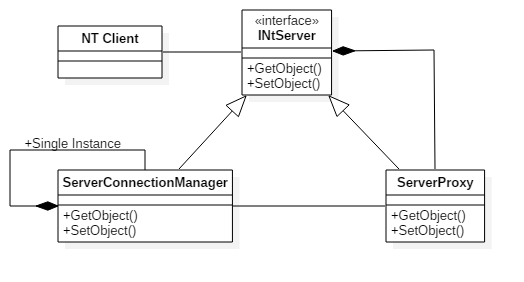 NT Client
«interface»
INtServer
+GetObject()
+SetObject()
+Single Instance
ServerConnectionManager
+GetObject()
+SetObject()
ServerProxy
+GetObject()
+SetObject()